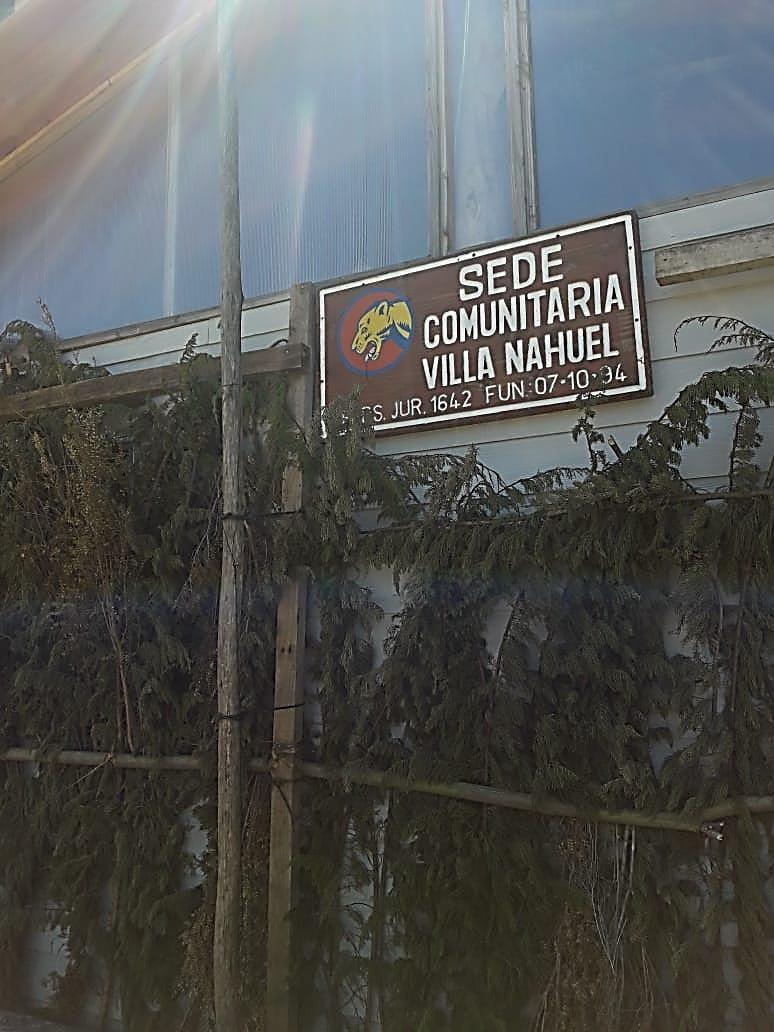 SEDE
COMUNITARIA
VILLA NAHUEL
JUR. 1642 FUN: 07-10-94